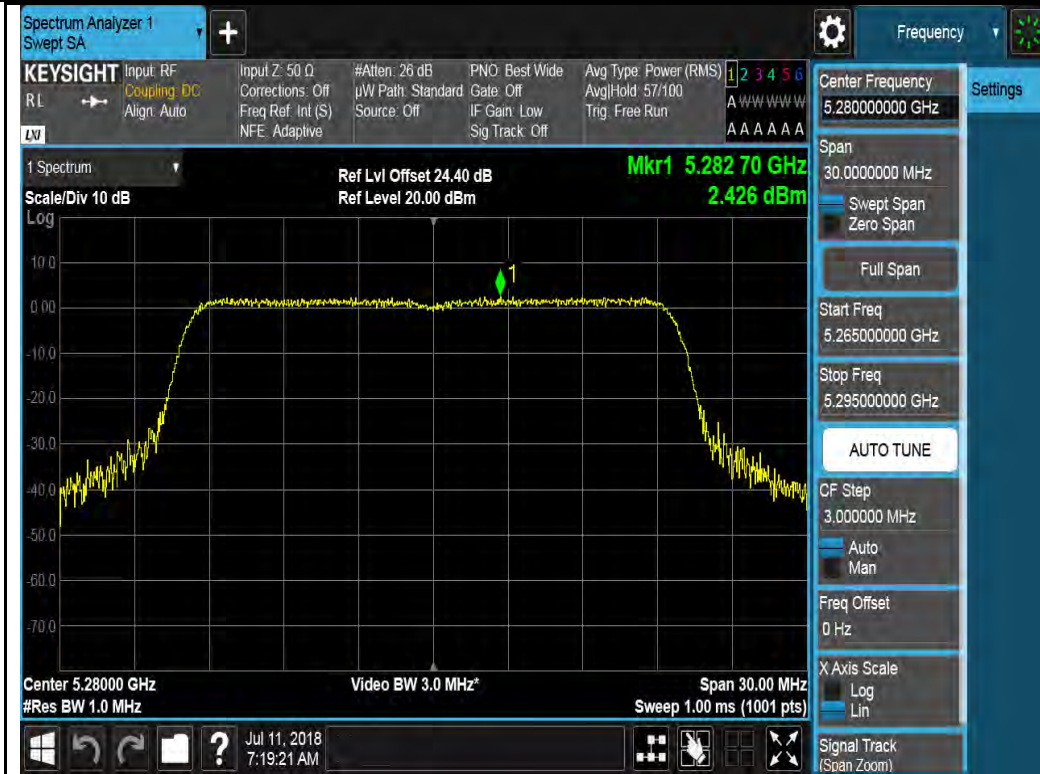 Spectrum Analyzer 1
Swept SA
+
Frequency
KEYSIGHT
RL
LXI
Input: RF
Coupling: DC
Align: Auto
Input Z: 50 Ω
Corrections: Off
Freq Ref: Int (S)
NFE: Adaptive
#Atten: 26 dB
µW Path: Standard
Source: Off
PNO: Best Wide
Gate: Off
IF Gain: Low
Sig Track: Off
Avg Type: Power (RMS)
Avg|Hold: 57/100
Trig: Free Run
1 2 3 4 5 6
A W W W W W
A A A A A A
Center Frequency
5.280000000 GHz
Settings
Span
30.0000000 MHz
Swept Span
Zero Span
Full Span
Start Freq
5.265000000 GHz
Stop Freq
5.295000000 GHz
AUTO TUNE
CF Step
3.000000 MHz
Auto
Man
Freq Offset
0 Hz
X Axis Scale
Log
Lin
Signal Track
(Span Zoom)
1 Spectrum
Scale/Div 10 dB
Ref Lvl Offset 24.40 dB
Ref Level 20.00 dBm
Mkr1 5.282 70 GHz
2.426 dBm
Log
10.0
0.00
-10.0
-20.0
-30.0
-40.0
-50.0
-60.0
-70.0
1
Center 5.28000 GHz
#Res BW 1.0 MHz
Video BW 3.0 MHz*
Span 30.00 MHz
Sweep 1.00 ms (1001 pts)
?
Jul 11, 2018
7:19:21 AM